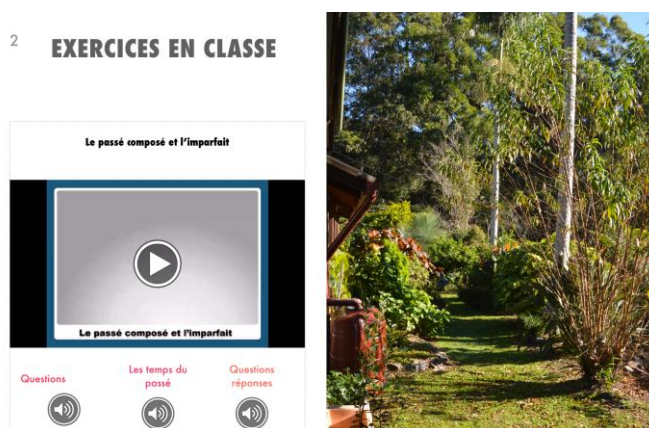 2
EXERCICES EN CLASSE
Le passé composé et l'imparfait
Le passé composé et l'imparfait
Questions
Les temps du
passé
Questions
réponses